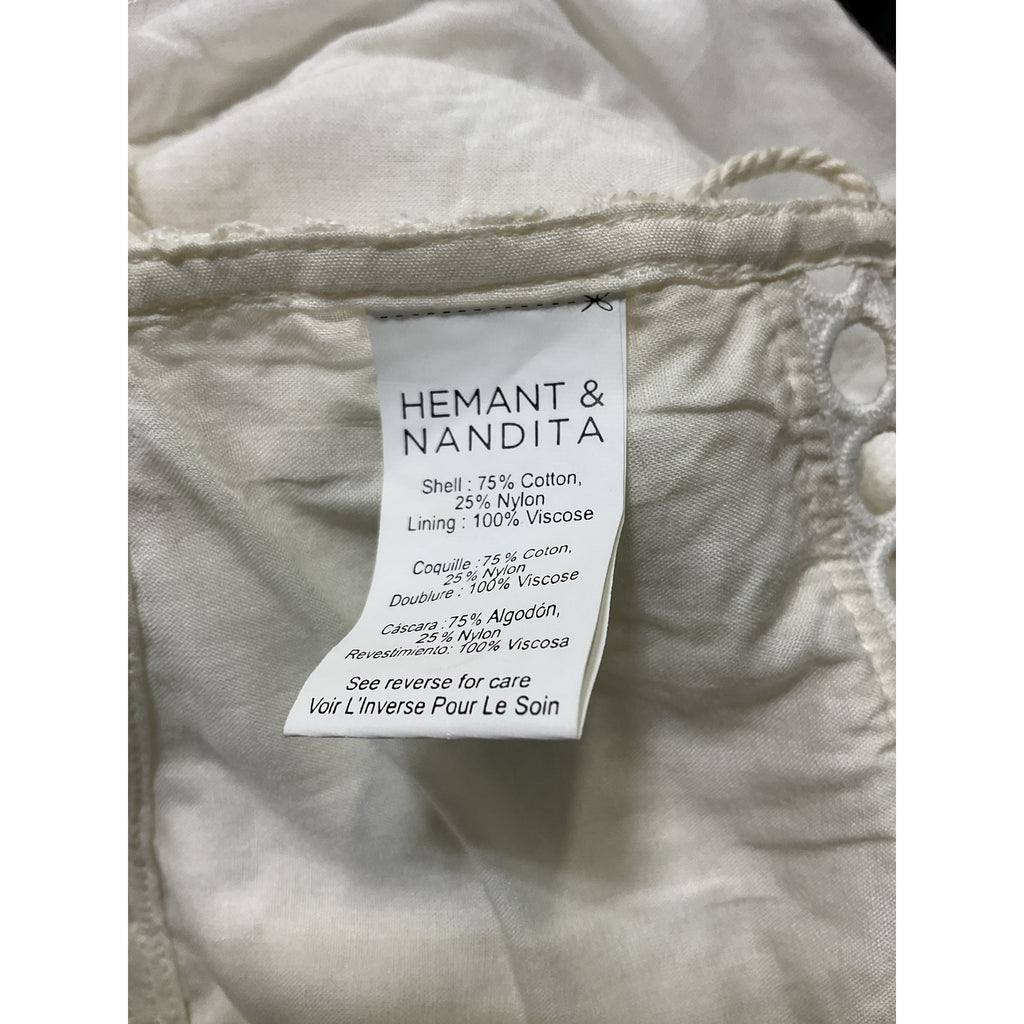 HEMANT &
NANDITA
Shell : 75% Cotton,
25% Nylon
Lining : 100% Viscose
Coquille : 75% Coton,
25% Nylon
Doublure : 100% Viscose
Cáscara : 75% Algodón,
25% Nylon
Revestimiento: 100% Viscosa
See reverse for care
Voir L'Inverse Pour Le Soin